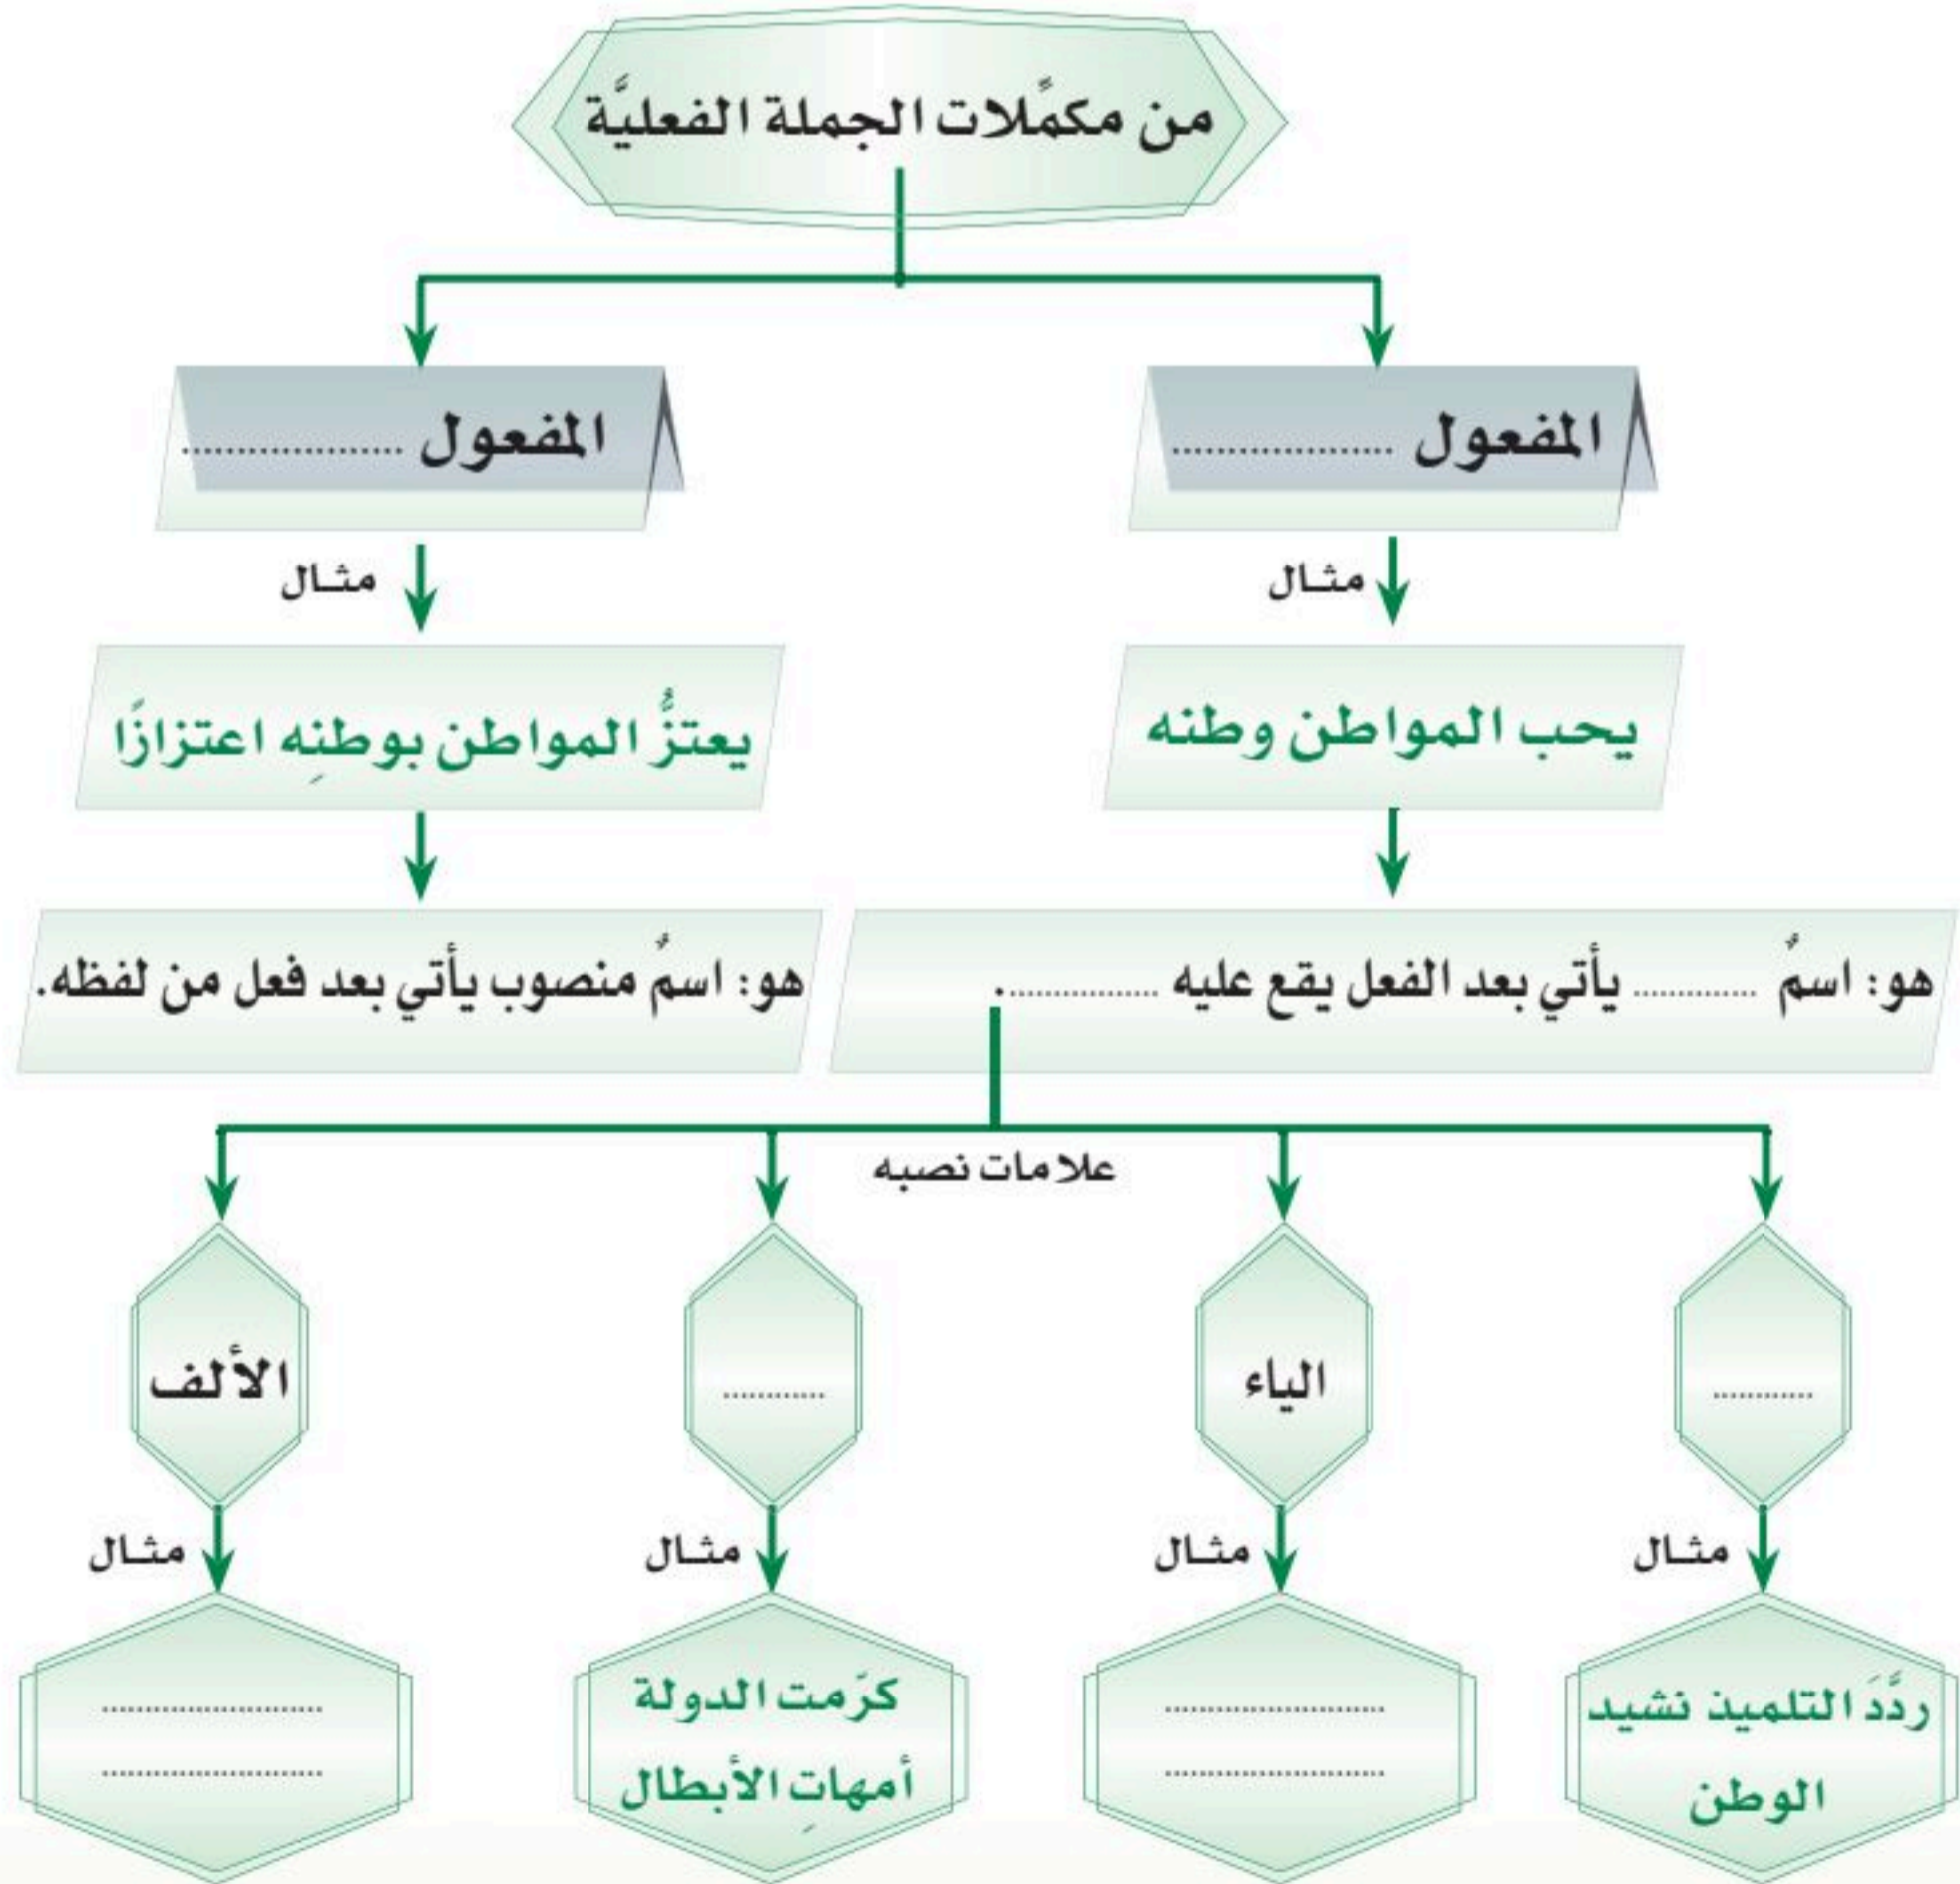 من مكمِّلات الجملة الفعليَّة
المفعول ....................
المفعول ....................
مثـال
مثـال
يحب المواطن وطنه
يعتزُّ المواطن بوطنِه اعتزازًا
هو: اسمٌ ............. يأتي بعد الفعل يقع عليه ................
هو: اسمٌ منصوب يأتي بعد فعل من لفظه.
علامات نصبه
............
الياء
............
الألف
مثـال
مثـال
مثـال
مثـال
ردَّدَ التلميذ نشيد
الوطن
........................
........................
كرّمت الدولة
أمهاتِ الأبطال
........................
........................